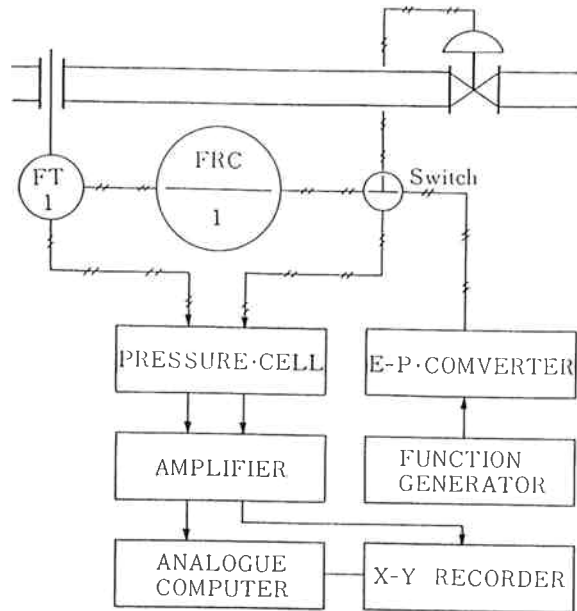 FT
1
FRC
1
Switch
PRESSURE·CELL
E-P·COMVERTER
AMPLIFIER
FUNCTION
GENERATOR
ANALOGUE
COMPUTER
X-Y RECORDER